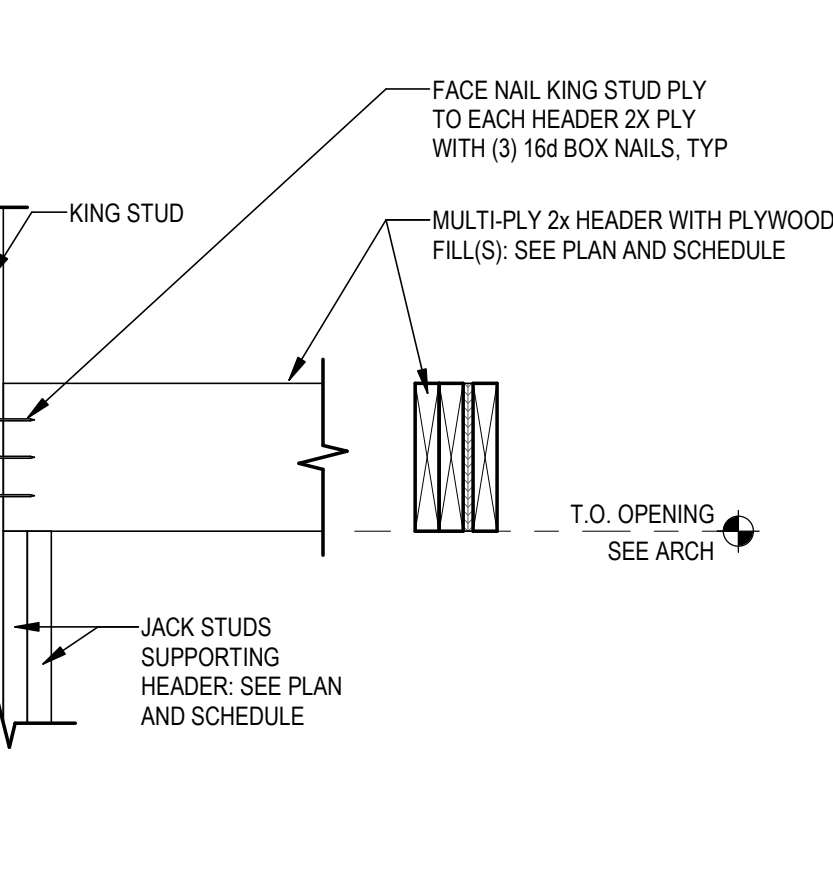 FACE NAIL KING STUD PLY
TO EACH HEADER 2X PLY
WITH (3) 16d BOX NAILS, TYP
KING STUD
MULTI-PLY 2x HEADER WITH PLYWOOD
FILL(S): SEE PLAN AND SCHEDULE
T.O. OPENING
SEE ARCH
JACK STUDS
SUPPORTING
HEADER: SEE PLAN
AND SCHEDULE